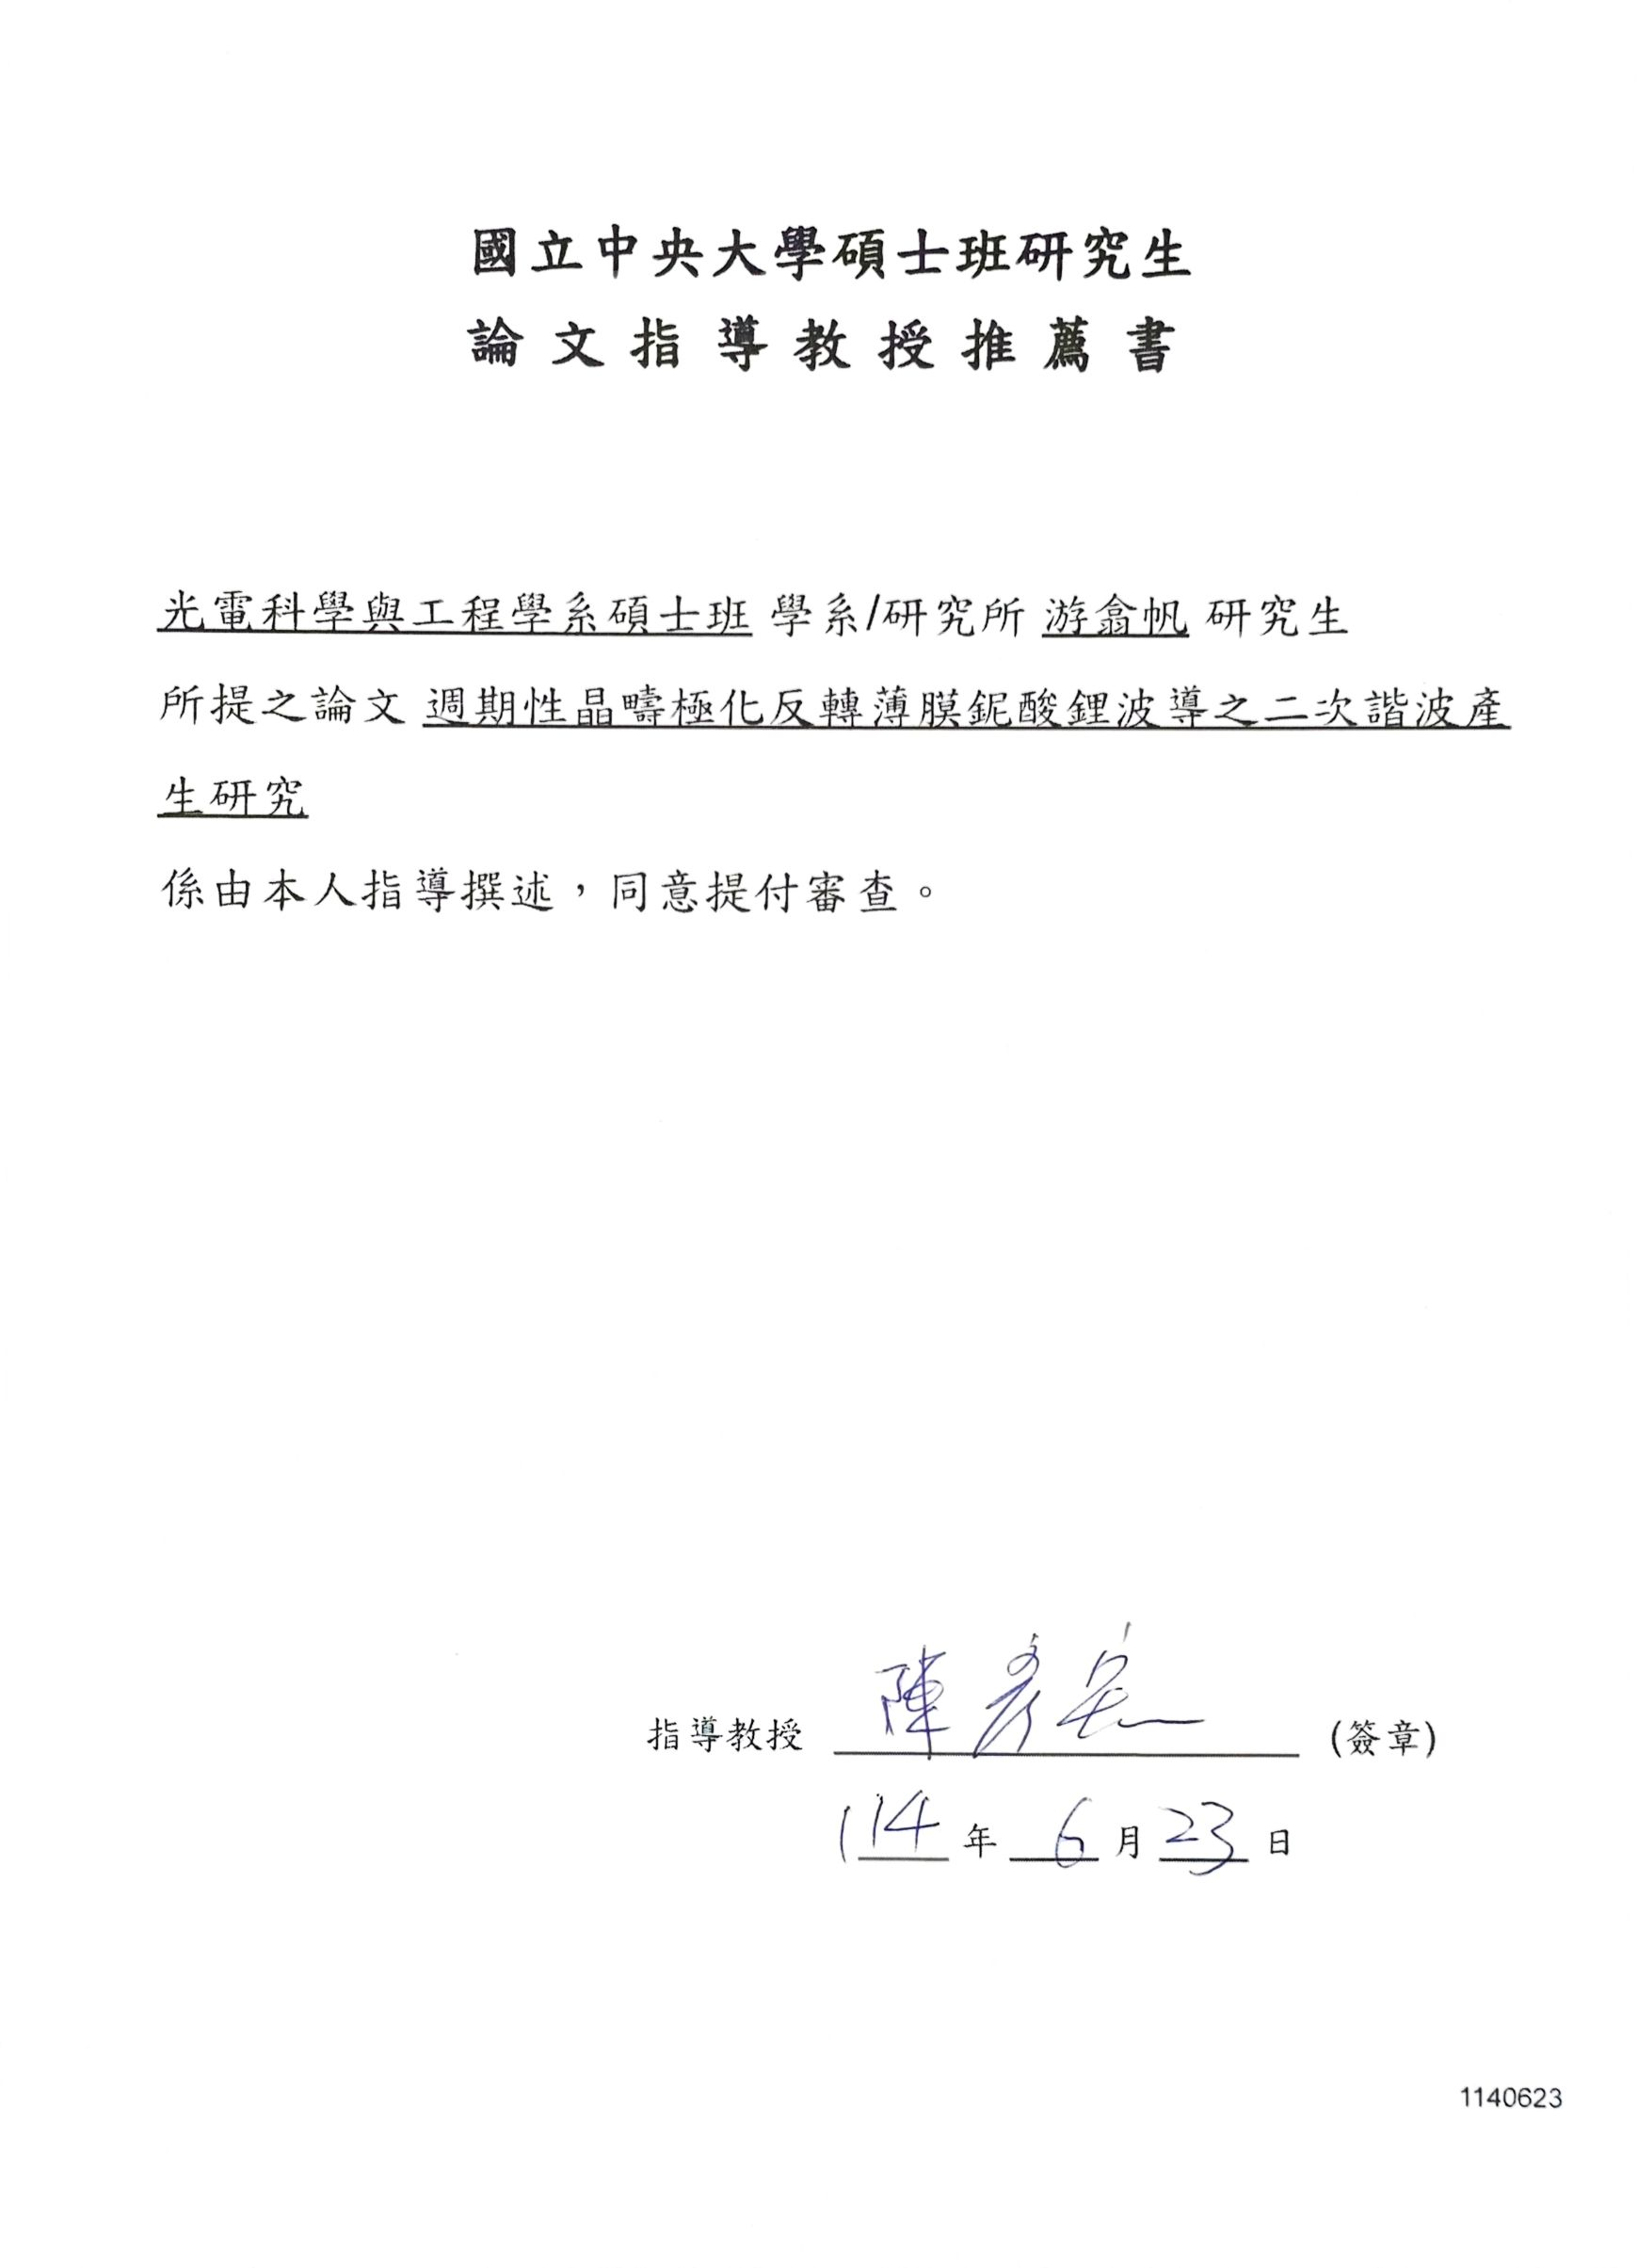 國立中央大學碩士班研究生
論文指導教授推薦書
光電科學與工程學系碩士班 學系/研究所 游翕帆 研究生
所提之論文 週期性晶疇極化反轉薄膜鈮酸鋰波導之二次諧波產
生研究
係由本人指導撰述，同意提付審查。
指導教授 陳彥宏 (簽章)
114 年 6 月 23 日
1140623